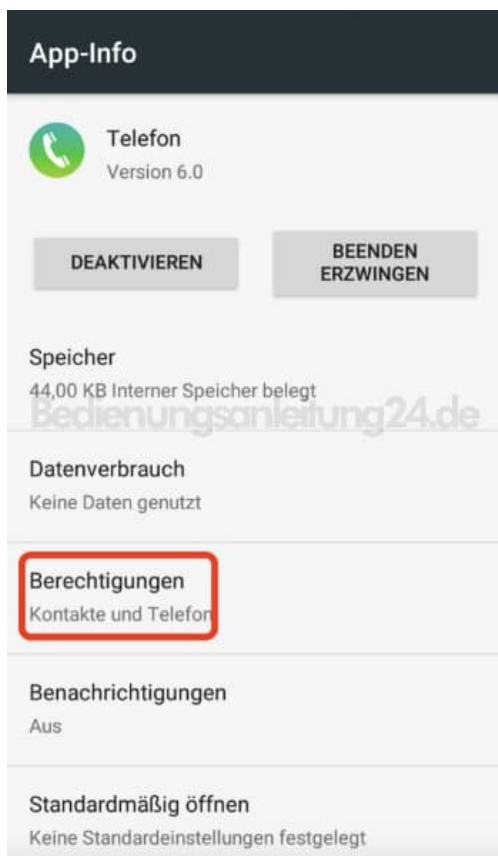 App-Info
Telefon
Version 6.0
DEAKTIVIEREN
BEENDEN
ERZWINGEN
Speicher
44,00 KB Interner Speicher belegt
Bedienungsanleitung24.de
Datenverbrauch
Keine Daten genutzt
Berechtigungen
Kontakte und Telefon
Benachrichtigungen
Aus
Standardmäßig öffnen
Keine Standardeinstellungen festgelegt